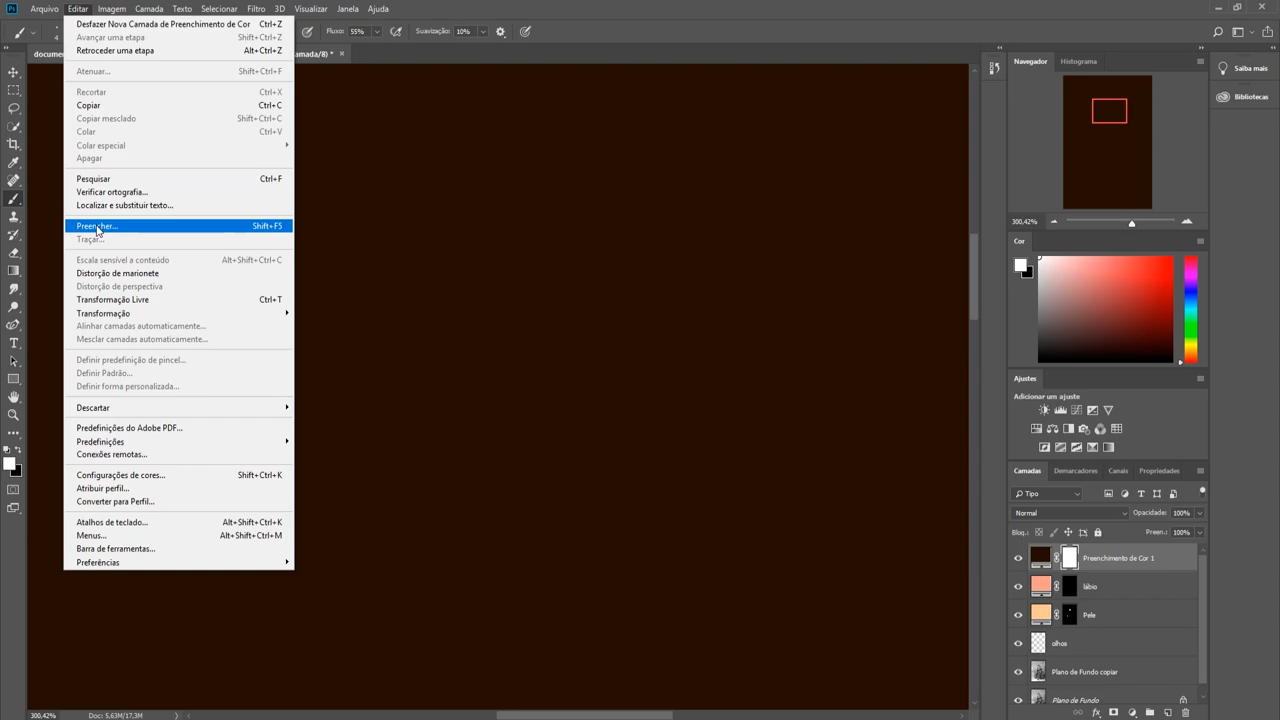 Ps Arquivo Editar Imagem Camada Texto Selecionar Filtro 3D Visualizar Janela Ajuda
4 Fluxo: 55% Suavização: 10%
docume amada/8) * ×
Desfazer Nova Camada de Preenchimento de Cor Ctrl+Z
Avançar uma etapa Shift+Ctrl+Z
Retroceder uma etapa Alt+Ctrl+Z
Atenuar... Shift+Ctrl+F
Recortar Ctrl+X
Copiar Ctrl+C
Copiar mesclado Shift+Ctrl+C
Colar Ctrl+V
Colar especial
Apagar
Pesquisar Ctrl+F
Verificar ortografia...
Localizar e substituir texto...
Preencher... Shift+F5
Traçar...
Escala sensível a conteúdo Alt+Shift+Ctrl+C
Distorção de marionete
Distorção de perspectiva
Transformação Livre Ctrl+T
Transformação
Alinhar camadas automaticamente...
Mesclar camadas automaticamente...
Definir predefinição de pincel...
Definir Padrão...
Definir forma personalizada...
Descartar
Predefinições do Adobe PDF...
Predefinições
Conexões remotas...
Configurações de cores... Shift+Ctrl+K
Atribuir perfil...
Converter para Perfil...
Atalhos de teclado... Alt+Shift+Ctrl+K
Menus... Alt+Shift+Ctrl+M
Barra de ferramentas...
Preferências
Navegador Histograma
300,42%
Cor
Ajustes
Adicionar um ajuste
Camadas Demarcadores Canais Propriedades
Tipo
Normal Opacidade: 100%
Bloq.: Preen.: 100%
Preenchimento de Cor 1
lábio
Pele
olhos
Plano de Fundo copiar
Plano de Fundo
Saiba mais
Bibliotecas
300,42% Doc: 5,63M/17,3M